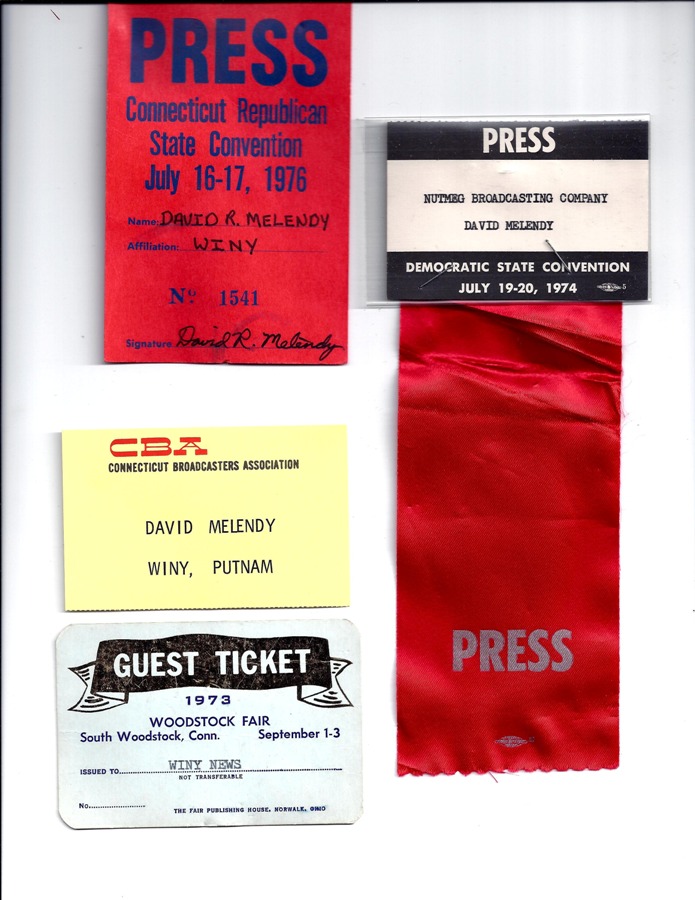 PRESS
Connecticut Republican
State Convention
July 16-17, 1976
Name: DAVID R. MELENDY
Affiliation: WINY
Nº 1541
Signature David R. Melendy
PRESS
NUTMEG BROADCASTING COMPANY
DAVID MELENDY
DEMOCRATIC STATE CONVENTION
JULY 19-20, 1974
5
PRESS
CBA
CONNECTICUT BROADCASTERS ASSOCIATION
DAVID MELENDY
WINY, PUTNAM
GUEST TICKET
1973
WOODSTOCK FAIR
South Woodstock, Conn. September 1-3
ISSUED TO WINY NEWS
NOT TRANSFERABLE
No.
THE FAIR PUBLISHING HOUSE, NORWALK, OHIO